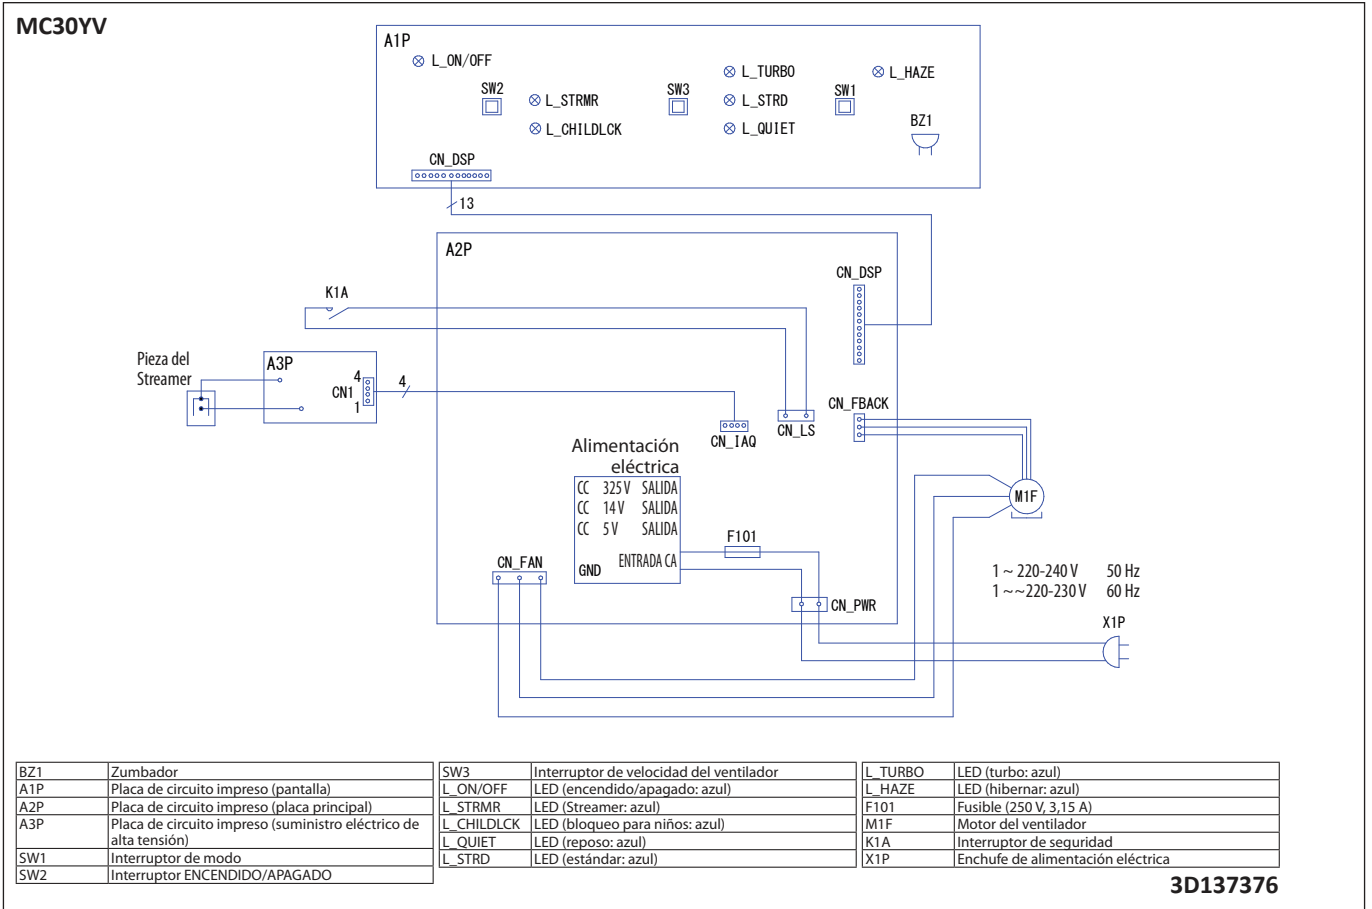 MC30YV
A1P
L_ON/OFF
L_TURBO
L_HAZE
SW2
SW3
SW1
L_STRMR
L_STRD
L_CHILDLCK
L_QUIET
BZ1
CN_DSP
13
A2P
CN_DSP
K1A
Pieza del
Streamer
A3P
4
CN1
1
4
CN_FBACK
CN_IAQ
CN_LS
Alimentación
eléctrica
CC 325 V SALIDA
CC 14 V SALIDA
CC 5 V SALIDA
ENTRADA CA
GND
F101
M1F
CN_FAN
CN_PWR
1 ~ 220-240 V 50 Hz
1 ~~220-230 V 60 Hz
X1P
BZ1 Zumbador
A1P Placa de circuito impreso (pantalla)
A2P Placa de circuito impreso (placa principal)
A3P Placa de circuito impreso (suministro eléctrico de
alta tensión)
SW1 Interruptor de modo
SW2 Interruptor ENCENDIDO/APAGADO
SW3 Interruptor de velocidad del ventilador
L_ON/OFF LED (encendido/apagado: azul)
L_STRMR LED (Streamer: azul)
L_CHILDLCK LED (bloqueo para niños: azul)
L_QUIET LED (reposo: azul)
L_STRD LED (estándar: azul)
L_TURBO LED (turbo: azul)
L_HAZE LED (hibernar: azul)
F101 Fusible (250 V, 3,15 A)
M1F Motor del ventilador
K1A Interruptor de seguridad
X1P Enchufe de alimentación eléctrica
3D137376